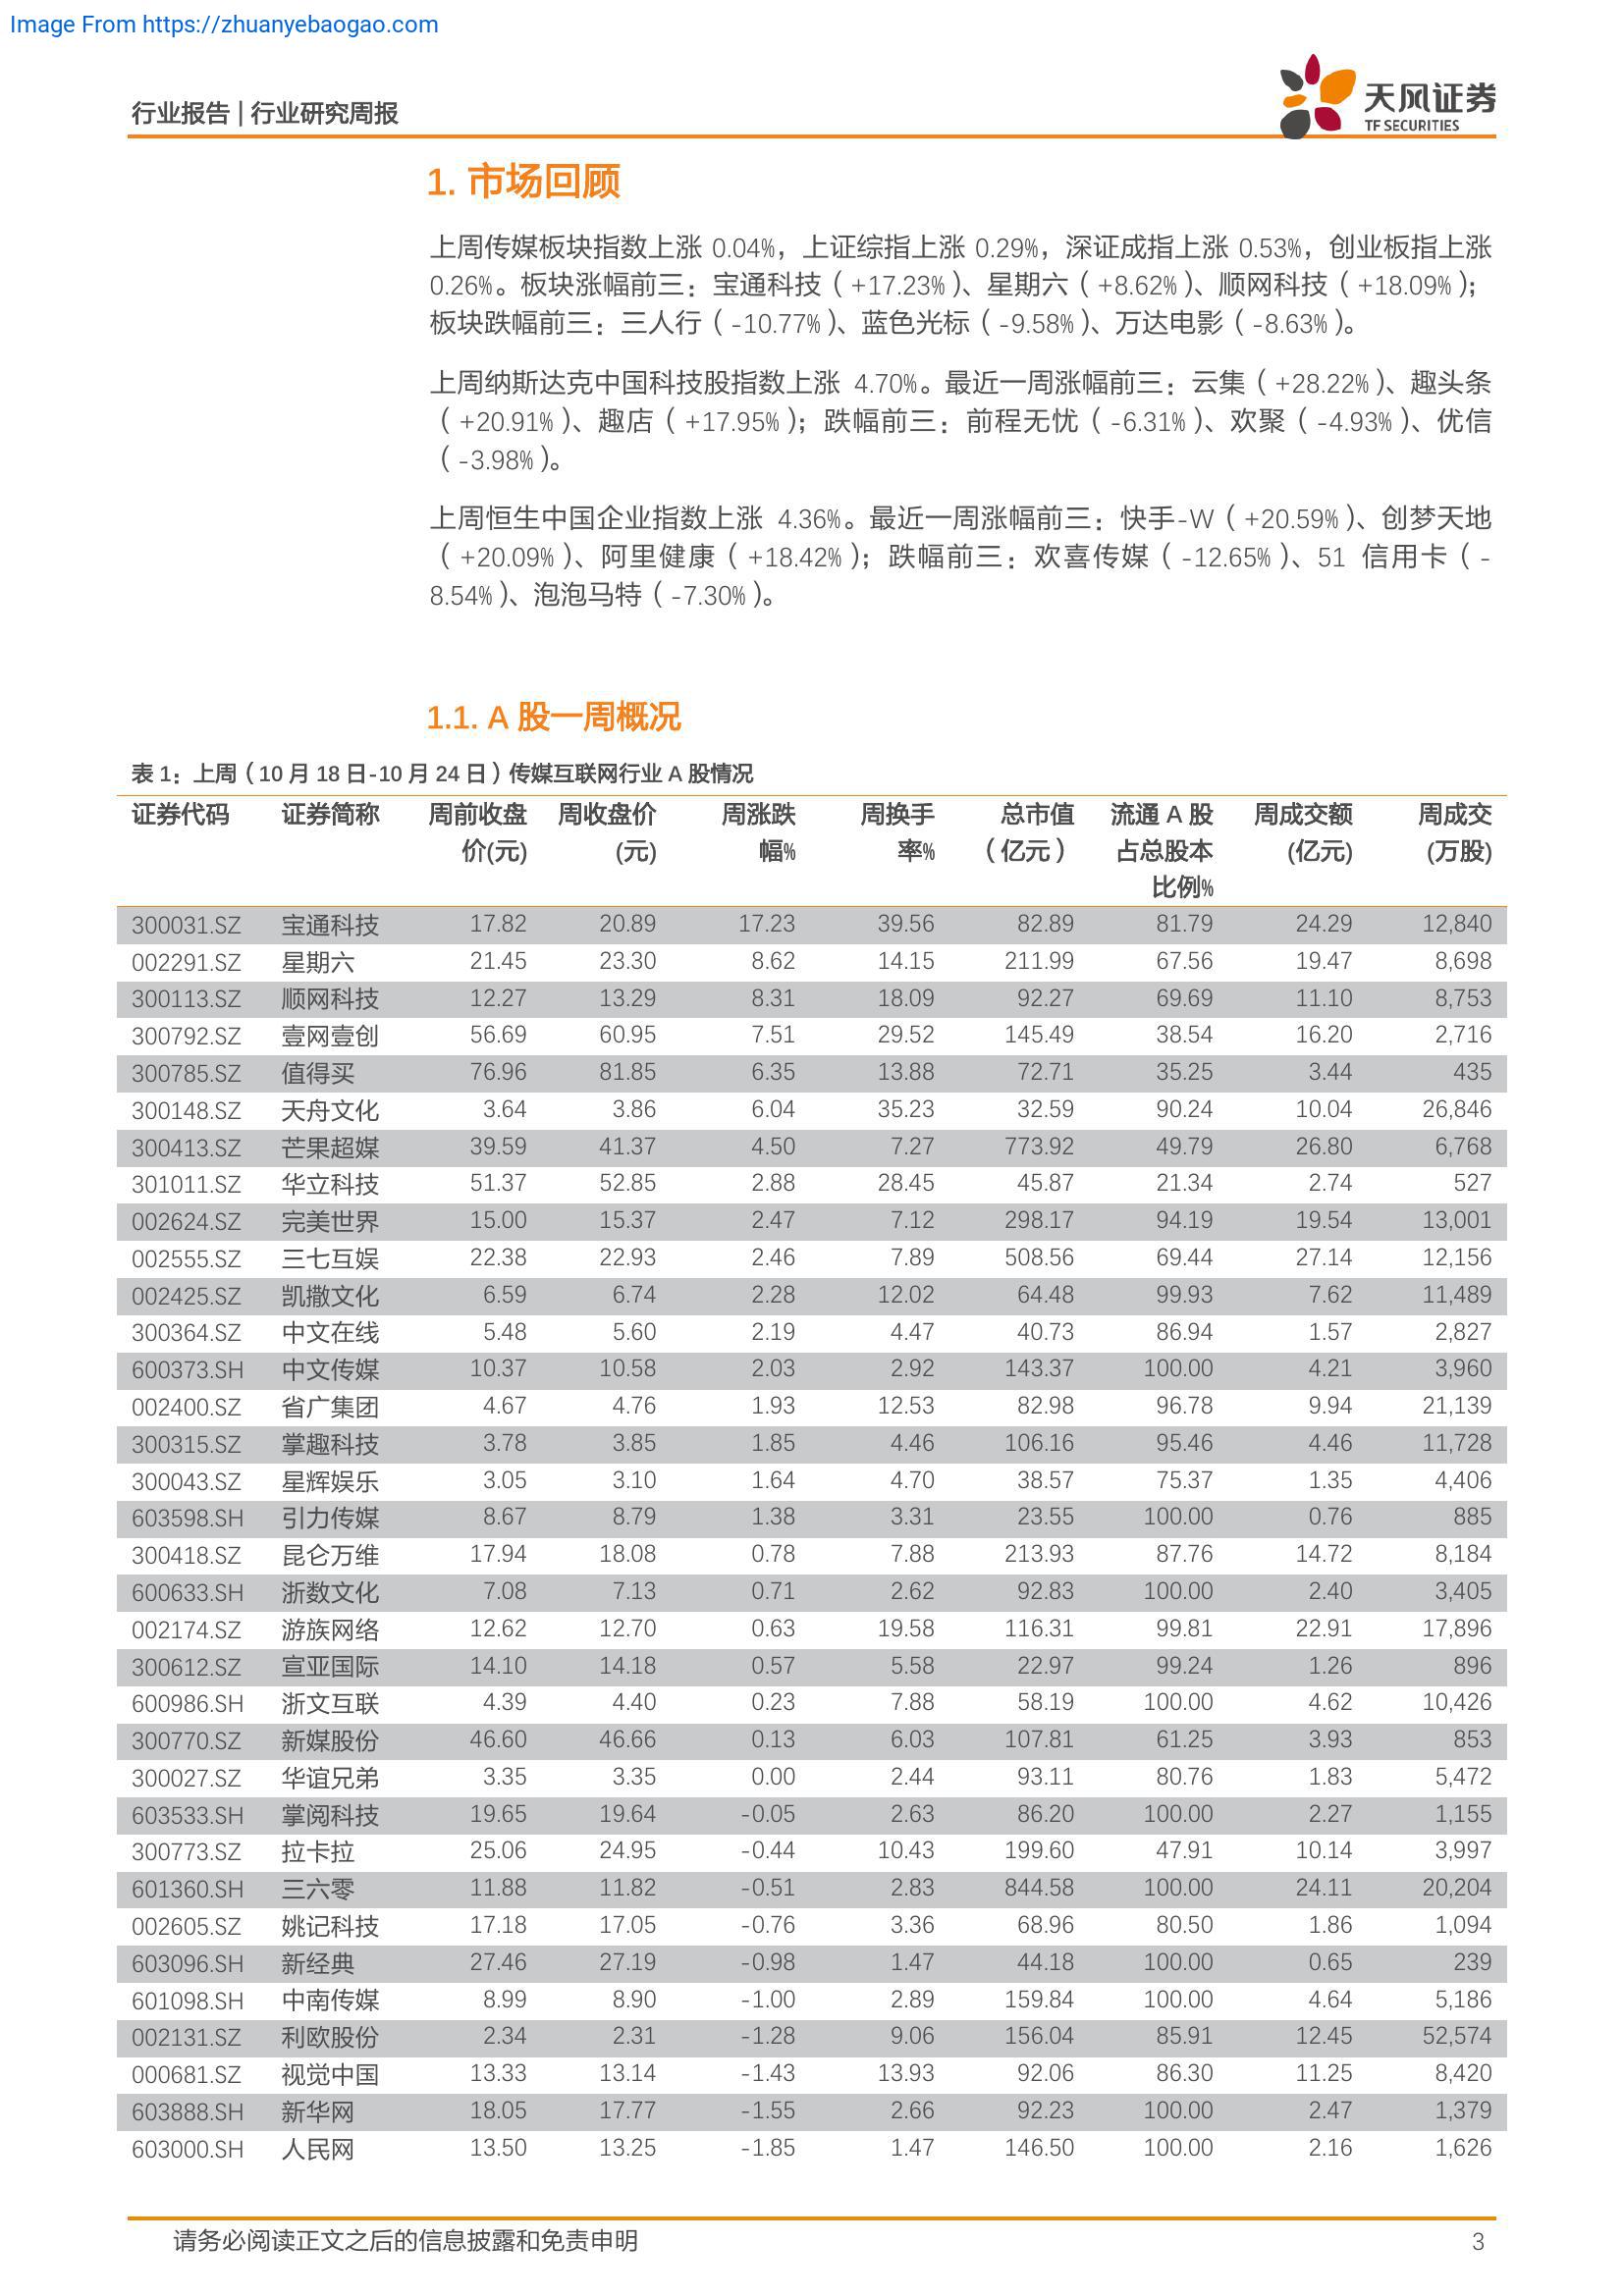 Image From https://zhuanyebaogao.com
行业报告 | 行业研究周报
天风证券
TF SECURITIES
1. 市场回顾
上周传媒板块指数上涨 0.04%，上证综指上涨 0.29%，深证成指上涨 0.53%，创业板指上涨
0.26%。板块涨幅前三：宝通科技（+17.23%）、星期六（+8.62%）、顺网科技（+18.09%）；
板块跌幅前三：三人行（-10.77%）、蓝色光标（-9.58%）、万达电影（-8.63%）。
上周纳斯达克中国科技股指数上涨 4.70%。最近一周涨幅前三：云集（+28.22%）、趣头条
（+20.91%）、趣店（+17.95%）；跌幅前三：前程无忧（-6.31%）、欢聚（-4.93%）、优信
（-3.98%）。
上周恒生中国企业指数上涨 4.36%。最近一周涨幅前三：快手-W（+20.59%）、创梦天地
（+20.09%）、阿里健康（+18.42%）；跌幅前三：欢喜传媒（-12.65%）、51 信用卡（-
8.54%）、泡泡马特（-7.30%）。
1.1. A 股一周概况
表 1：上周（10 月 18 日-10 月 24 日）传媒互联网行业 A 股情况
证券代码 证券简称 周前收盘 周收盘价 周涨跌 周换手 总市值 流通 A 股 周成交额 周成交
价(元) (元) 幅% 率% （亿元） 占总股本 (亿元) (万股)
比例%
300031.SZ 宝通科技 17.82 20.89 17.23 39.56 82.89 81.79 24.29 12,840
002291.SZ 星期六 21.45 23.30 8.62 14.15 211.99 67.56 19.47 8,698
300113.SZ 顺网科技 12.27 13.29 8.31 18.09 92.27 69.69 11.10 8,753
300792.SZ 壹网壹创 56.69 60.95 7.51 29.52 145.49 38.54 16.20 2,716
300785.SZ 值得买 76.96 81.85 6.35 13.88 72.71 35.25 3.44 435
300148.SZ 天舟文化 3.64 3.86 6.04 35.23 32.59 90.24 10.04 26,846
300413.SZ 芒果超媒 39.59 41.37 4.50 7.27 773.92 49.79 26.80 6,768
301011.SZ 华立科技 51.37 52.85 2.88 28.45 45.87 21.34 2.74 527
002624.SZ 完美世界 15.00 15.37 2.47 7.12 298.17 94.19 19.54 13,001
002555.SZ 三七互娱 22.38 22.93 2.46 7.89 508.56 69.44 27.14 12,156
002425.SZ 凯撒文化 6.59 6.74 2.28 12.02 64.48 99.93 7.62 11,489
300364.SZ 中文在线 5.48 5.60 2.19 4.47 40.73 86.94 1.57 2,827
600373.SH 中文传媒 10.37 10.58 2.03 2.92 143.37 100.00 4.21 3,960
002400.SZ 省广集团 4.67 4.76 1.93 12.53 82.98 96.78 9.94 21,139
300315.SZ 掌趣科技 3.78 3.85 1.85 4.46 106.16 95.46 4.46 11,728
300043.SZ 星辉娱乐 3.05 3.10 1.64 4.70 38.57 75.37 1.35 4,406
603598.SH 引力传媒 8.67 8.79 1.38 3.31 23.55 100.00 0.76 885
300418.SZ 昆仑万维 17.94 18.08 0.78 7.88 213.93 87.76 14.72 8,184
600633.SH 浙数文化 7.08 7.13 0.71 2.62 92.83 100.00 2.40 3,405
002174.SZ 游族网络 12.62 12.70 0.63 19.58 116.31 99.81 22.91 17,896
300612.SZ 宣亚国际 14.10 14.18 0.57 5.58 22.97 99.24 1.26 896
600986.SH 浙文互联 4.39 4.40 0.23 7.88 58.19 100.00 4.62 10,426
300770.SZ 新媒股份 46.60 46.66 0.13 6.03 107.81 61.25 3.93 853
300027.SZ 华谊兄弟 3.35 3.35 0.00 2.44 93.11 80.76 1.83 5,472
603533.SH 掌阅科技 19.65 19.64 -0.05 2.63 86.20 100.00 2.27 1,155
300773.SZ 拉卡拉 25.06 24.95 -0.44 10.43 199.60 47.91 10.14 3,997
601360.SH 三六零 11.88 11.82 -0.51 2.83 844.58 100.00 24.11 20,204
002605.SZ 姚记科技 17.18 17.05 -0.76 3.36 68.96 80.50 1.86 1,094
603096.SH 新经典 27.46 27.19 -0.98 1.47 44.18 100.00 0.65 239
601098.SH 中南传媒 8.99 8.90 -1.00 2.89 159.84 100.00 4.64 5,186
002131.SZ 利欧股份 2.34 2.31 -1.28 9.06 156.04 85.91 12.45 52,574
000681.SZ 视觉中国 13.33 13.14 -1.43 13.93 92.06 86.30 11.25 8,420
603888.SH 新华网 18.05 17.77 -1.55 2.66 92.23 100.00 2.47 1,379
603000.SH 人民网 13.50 13.25 -1.85 1.47 146.50 100.00 2.16 1,626
请务必阅读正文之后的信息披露和免责申明 3